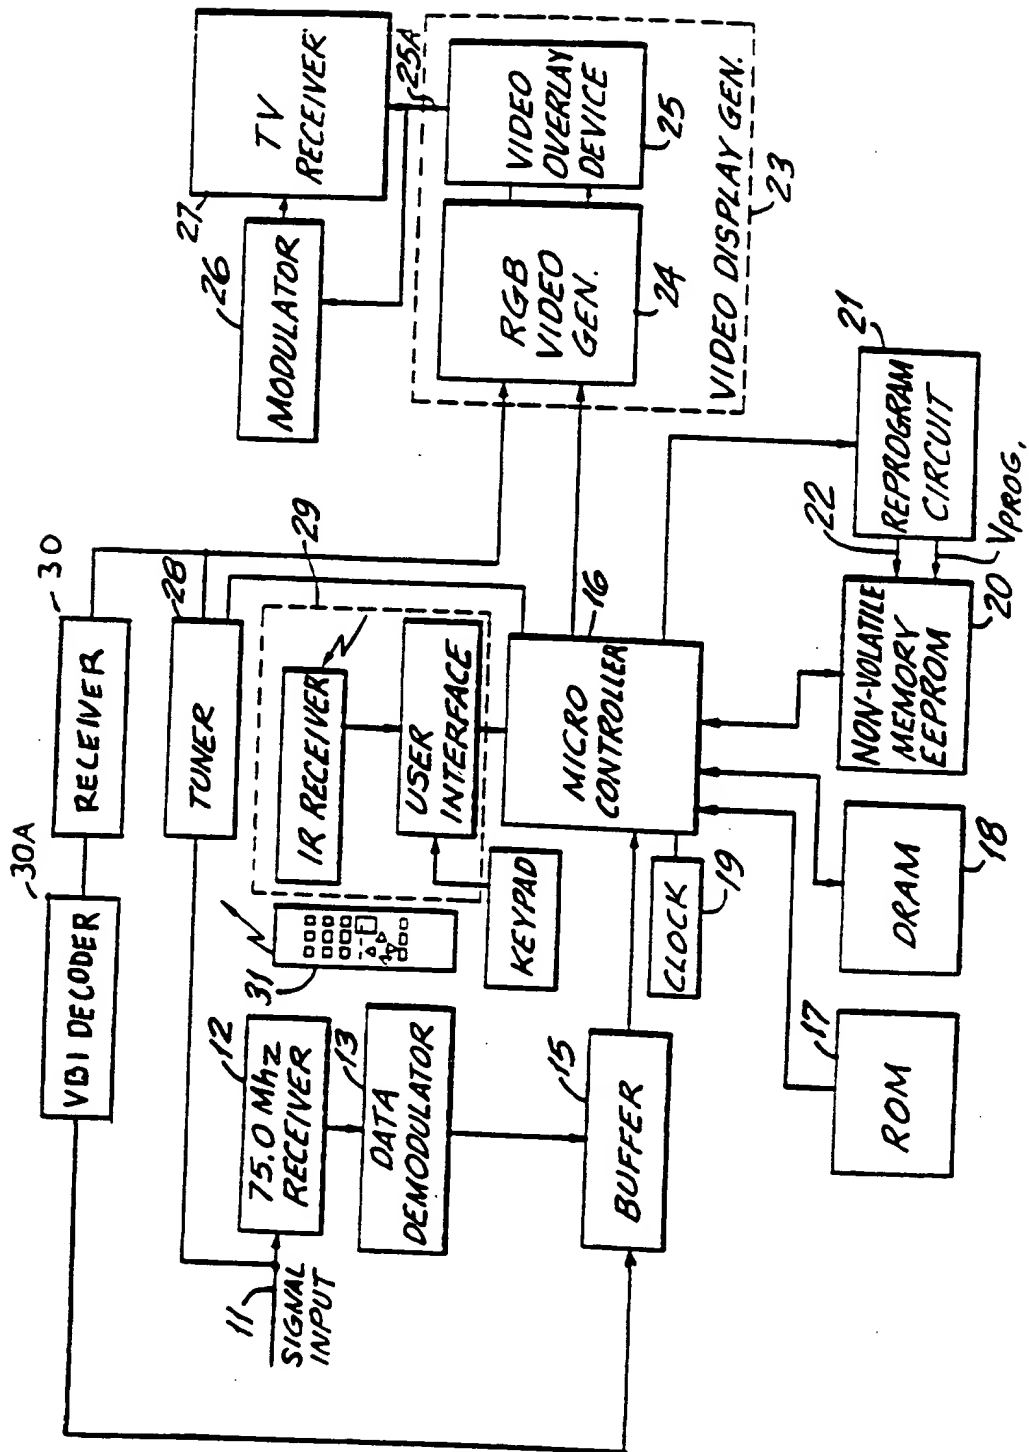 30A
VBI DECODER
30
RECEIVER
28
TUNER
11
SIGNAL
INPUT
12
75.0 Mhz
RECEIVER
13
DATA
DEMODULATOR
31
29
IR RECEIVER
USER
INTERFACE
KEYPAD
26
MODULATOR
27
TV
RECEIVER
25A
VIDEO
OVERLAY
DEVICE
25
RGB
VIDEO
GEN.
24
VIDEO DISPLAY GEN.
23
15
BUFFER
16
MICRO
CONTROLLER
CLOCK
19
17
ROM
DRAM
18
NON-VOLATILE
MEMORY
EEPROM
20
22
VPROG.
21
REPROGRAM
CIRCUIT